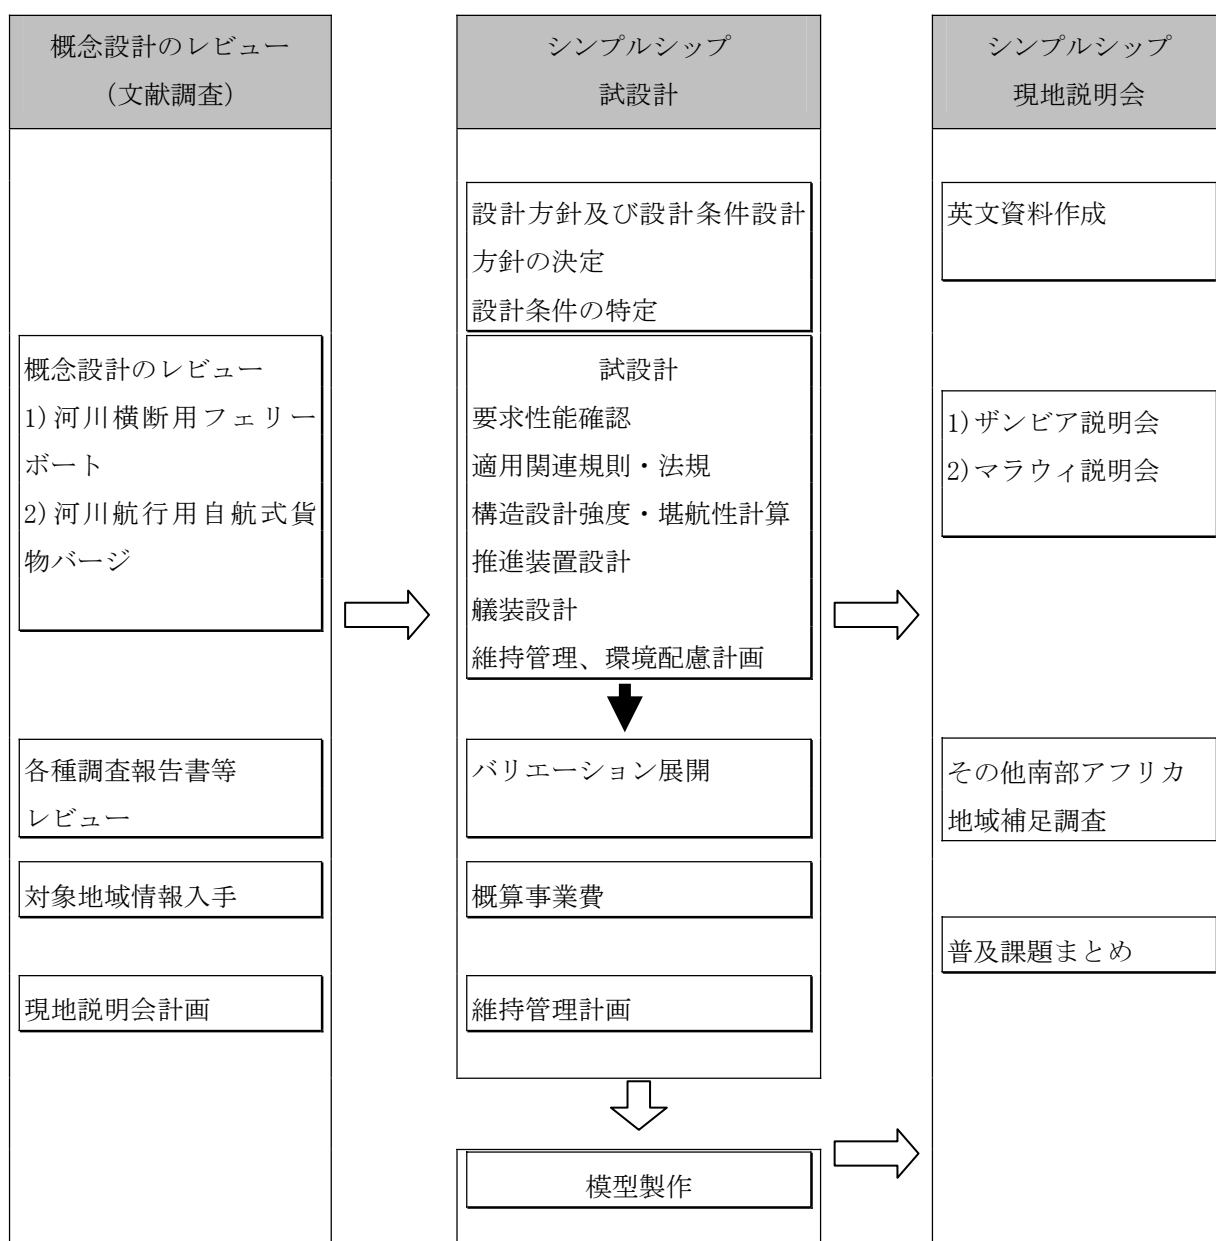 概念設計のレビュー
（文献調査）
概念設計のレビュー
1)河川横断用フェリー
ボート
2)河川航行用自航式貨
物バージ
各種調査報告書等
レビュー
対象地域情報入手
現地説明会計画
シンプルシップ
試設計
設計方針及び設計条件設計
方針の決定
設計条件の特定
試設計
要求性能確認
適用関連規則・法規
構造設計強度・堪航性計算
推進装置設計
艤装設計
維持管理、環境配慮計画
バリエーション展開
概算事業費
維持管理計画
模型製作
シンプルシップ
現地説明会
英文資料作成
1)ザンビア説明会
2)マラウィ説明会
その他南部アフリカ
地域補足調査
普及課題まとめ